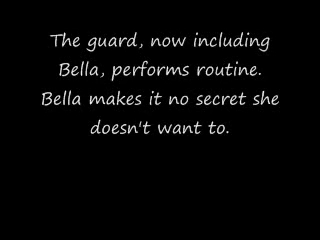 The guard, now including
Bella, performs routine.
Bella makes it no secret she
doesn't want to.